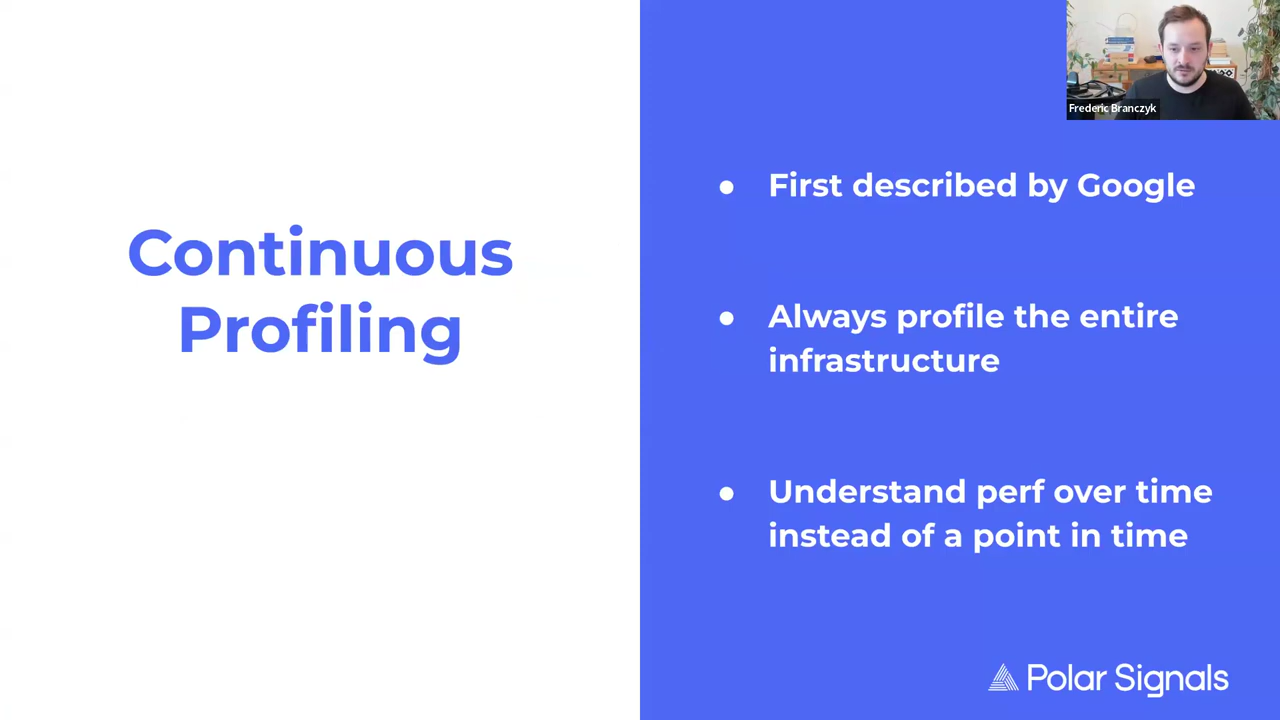 Continuous
Profiling
Frederic Branczyk
● First described by Google
● Always profile the entire
infrastructure
● Understand perf over time
instead of a point in time
Polar Signals